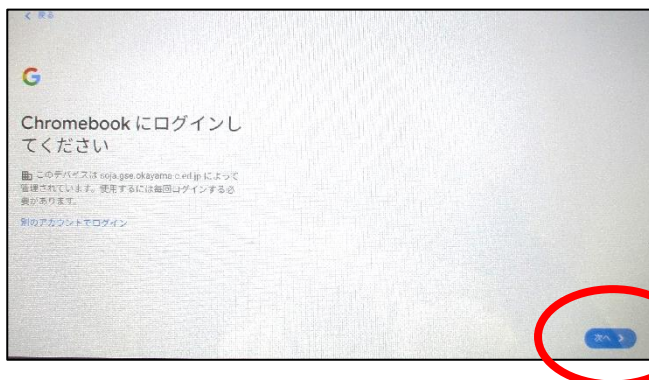 戻る
G
Chromebook にログインし
てください
このデバイスは soja.gse.okayama-c.ed.jp によって
管理されています。使用するには毎回ログインする必
要があります。
別のアカウントでログイン
次へ